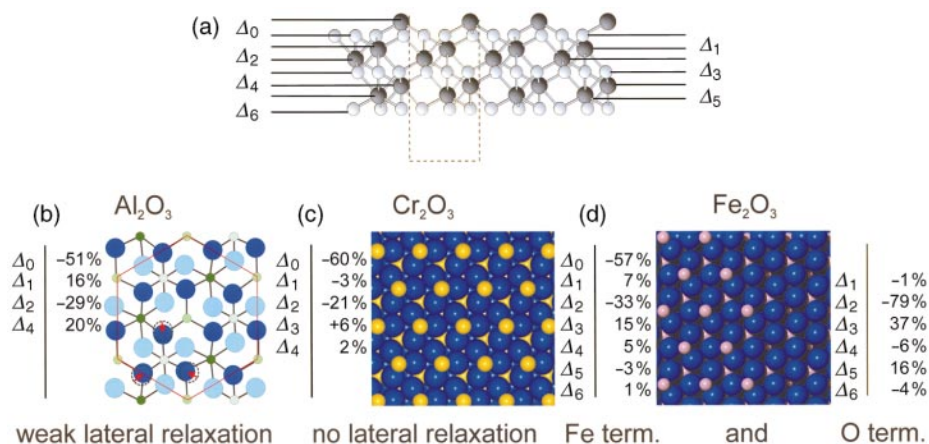 (a)
Δ0
Δ1
Δ2
Δ3
Δ4
Δ5
Δ6
(b) Al2O3 (c) Cr2O3 (d) Fe2O3
Δ0 −51% Δ0 −60% Δ0 −57%
Δ1 16% Δ1 −3% Δ1 7% Δ1 −1%
Δ2 −29% Δ2 −21% Δ2 −33% Δ2 −79%
Δ4 20% Δ3 +6% Δ3 15% Δ3 37%
Δ4 2% Δ4 5% Δ4 −6%
Δ5 −3% Δ5 16%
Δ6 1% Δ6 −4%
weak lateral relaxation no lateral relaxation Fe term. and O term.